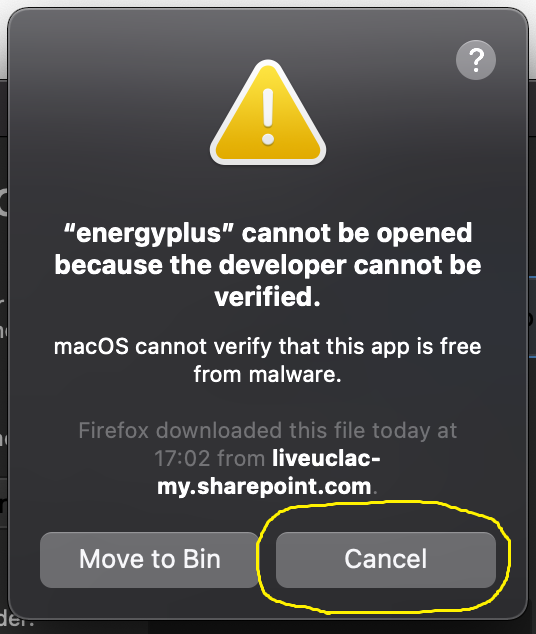 ?
“energyplus” cannot be opened
because the developer cannot be
verified.
macOS cannot verify that this app is free
from malware.
Firefox downloaded this file today at
17:02 from liveuclac-
my.sharepoint.com.
Move to Bin
Cancel
der.